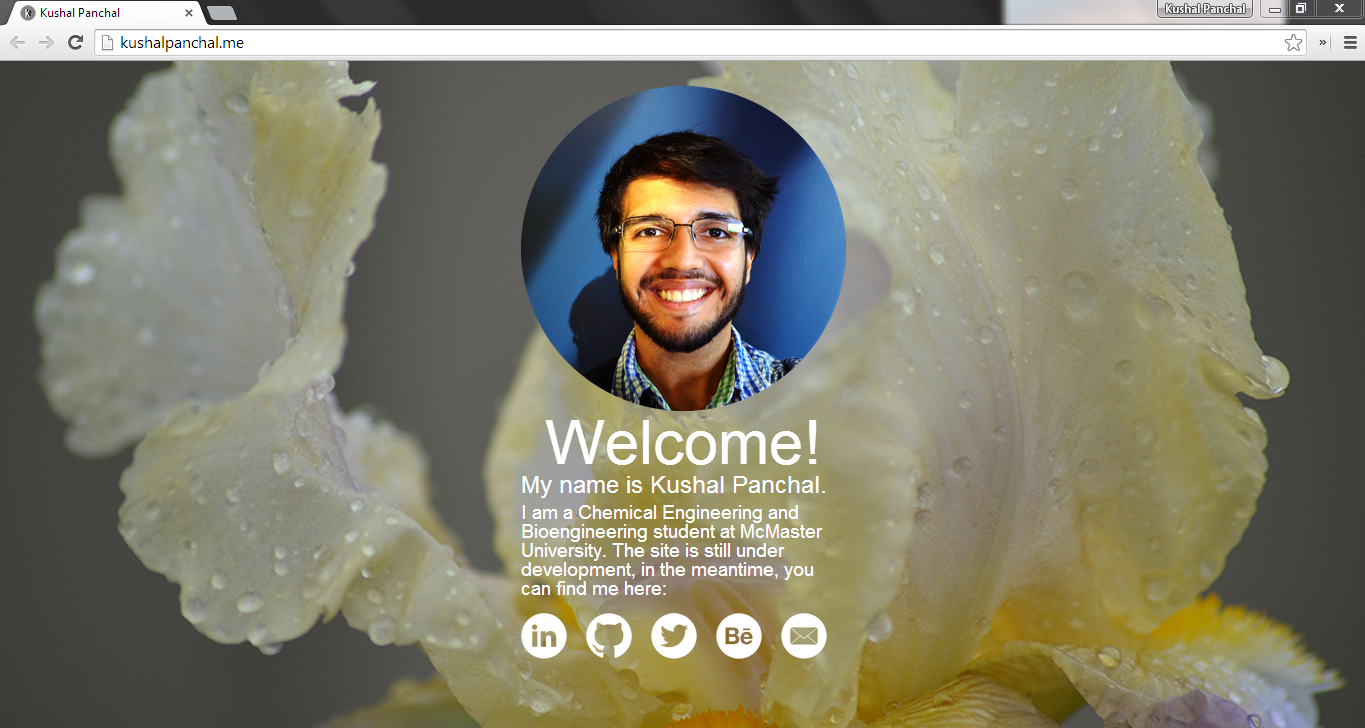 Kushal Panchal
Kushal Panchal
kushalpanchal.me
Welcome!
My name is Kushal Panchal.
I am a Chemical Engineering and
Bioengineering student at McMaster
University. The site is still under
development, in the meantime, you
can find me here:
in
Bē